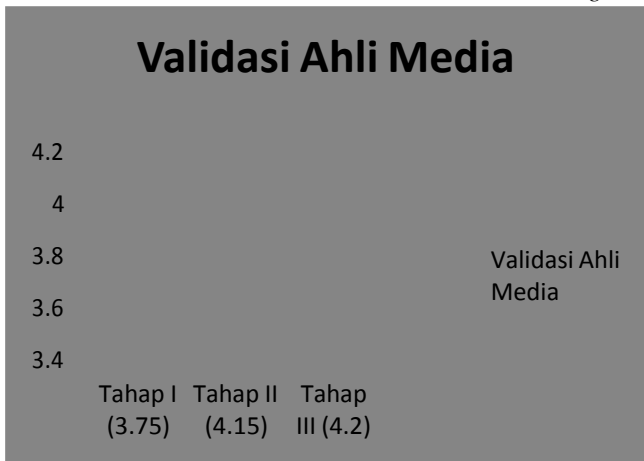 Validasi Ahli Media
4.2
4
3.8
3.6
3.4
Validasi Ahli
Media
Tahap I Tahap II Tahap
(3.75) (4.15) III (4.2)